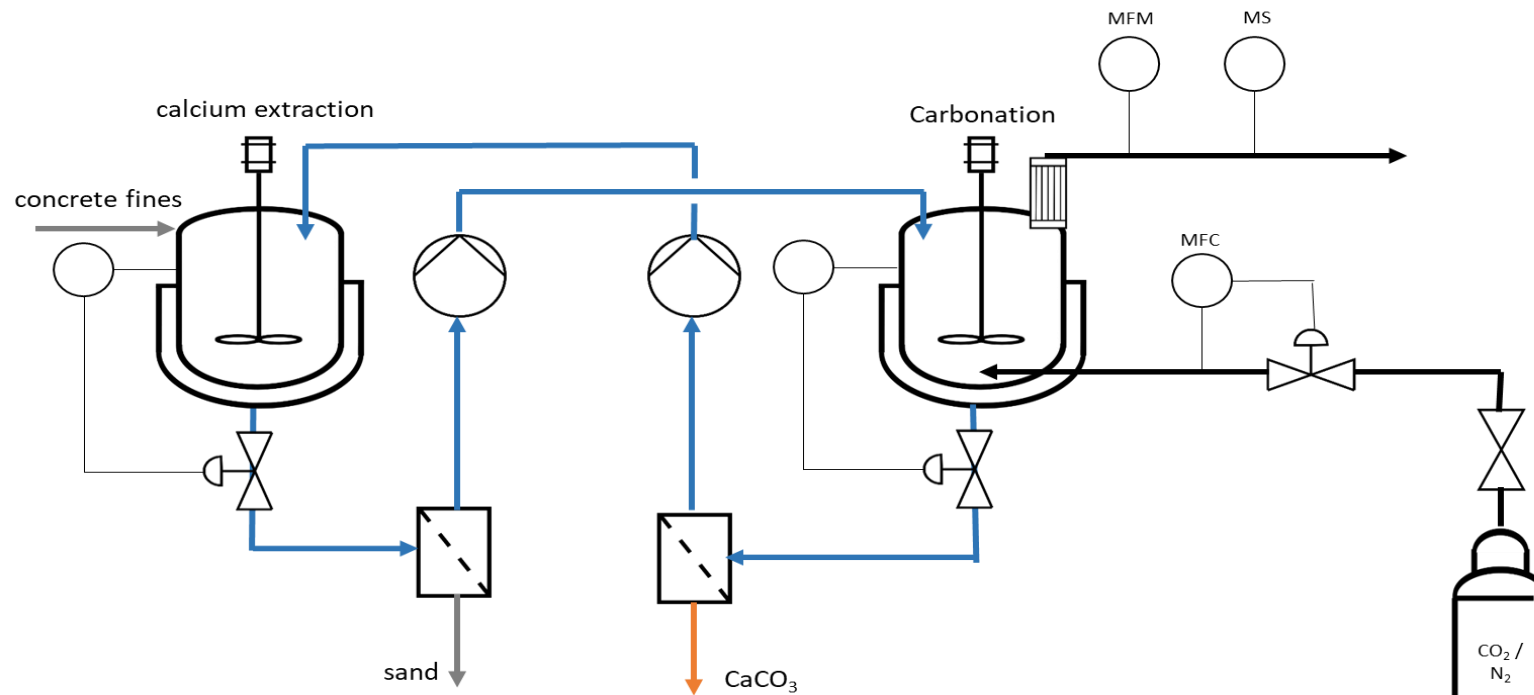 MFM
MS
calcium extraction
Carbonation
concrete fines
MFC
sand
CaCO₃
CO₂ /
N₂